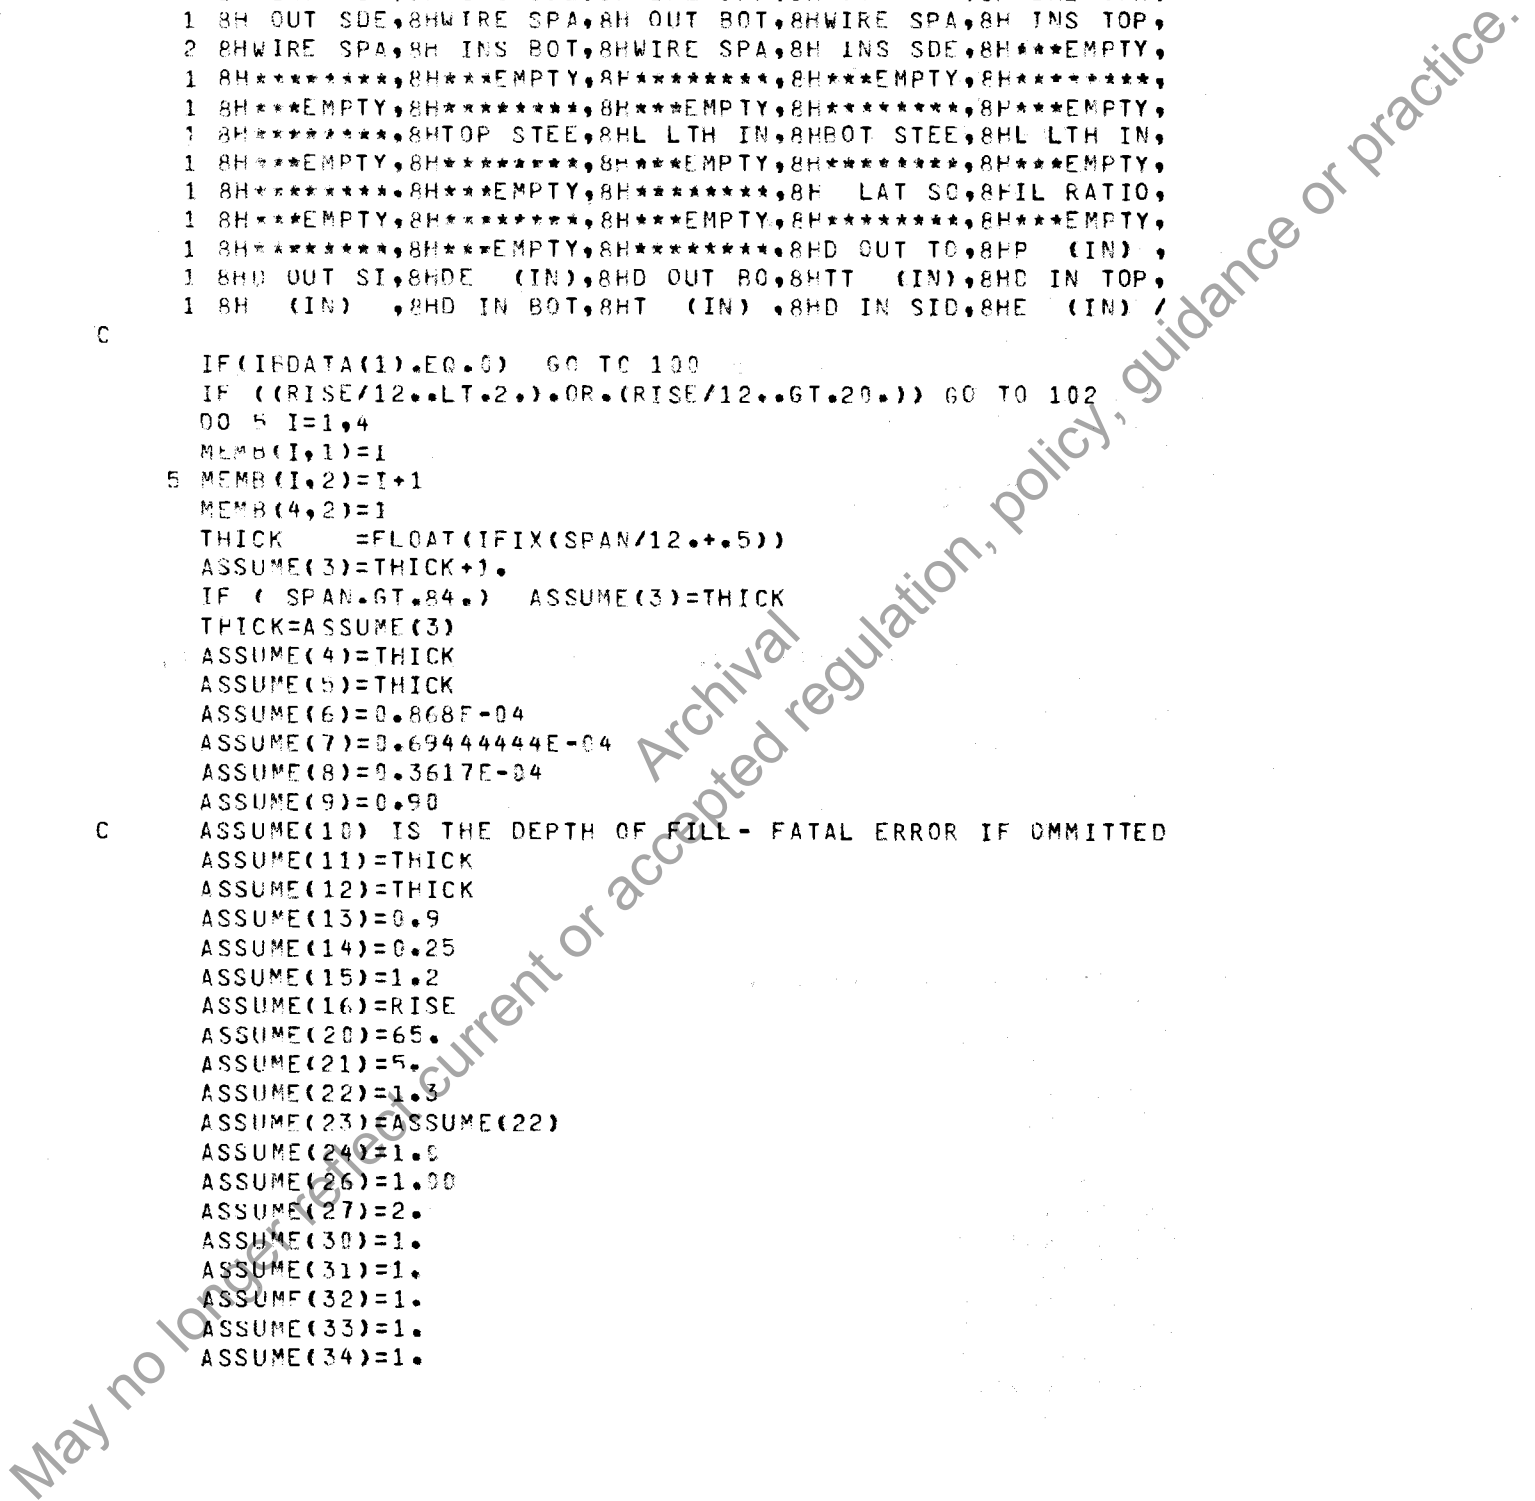 1 8H OUT SDE,8HWIRE SPA,8H OUT BOT,8HWIRE SPA,8H INS TOP,
2 8HWIRE SPA,8H INS BOT,8HWIRE SPA,8H INS SDE,8H***EMPTY,
1 8H********,8H***EMPTY,8H********,8H***EMPTY,8H********,
1 8H***EMPTY,8H********,8H***EMPTY,8H********,8H***EMPTY,
1 8H********,8HTOP STEE,8HL LTH IN,8HBOT STEE,8HL LTH IN,
1 8H***EMPTY,8H********,8H***EMPTY,8H********,8H***EMPTY,
1 8H********,8H***EMPTY,8H********,8H  LAT SO,8HIL RATIO,
1 8H***EMPTY,8H********,8H***EMPTY,8H********,8H***EMPTY,
1 8H********,8H***EMPTY,8H********,8HD OUT TO,8HP  (IN) ,
1 8HD OUT SI,8HDE  (IN),8HD OUT BO,8HTT  (IN),8HD IN TOP,
1 8H  (IN)  ,8HD IN BOT,8HT  (IN) ,8HD IN SID,8HE  (IN) /
C
IF(IBDATA(1).EQ.0)  GO TO 100
IF ((RISE/12..LT.2.).OR.(RISE/12..GT.20.)) GO TO 102
DO 5 I=1,4
MEMB(I,1)=I
5 MEMB(I,2)=I+1
MEMB(4,2)=1
THICK    =FLOAT(IFIX(SPAN/12.+.5))
ASSUME(3)=THICK+1.
IF ( SPAN.GT.84.)  ASSUME(3)=THICK
THICK=ASSUME(3)
ASSUME(4)=THICK
ASSUME(5)=THICK
ASSUME(6)=0.868E-04
ASSUME(7)=0.69444444E-04
ASSUME(8)=0.3617E-04
ASSUME(9)=0.90
C     ASSUME(10) IS THE DEPTH OF FILL- FATAL ERROR IF OMMITTED
ASSUME(11)=THICK
ASSUME(12)=THICK
ASSUME(13)=0.9
ASSUME(14)=0.25
ASSUME(15)=1.2
ASSUME(16)=RISE
ASSUME(20)=65.
ASSUME(21)=5.
ASSUME(22)=1.3
ASSUME(23)=ASSUME(22)
ASSUME(24)=1.0
ASSUME(26)=1.00
ASSUME(27)=2.
ASSUME(30)=1.
ASSUME(31)=1.
ASSUME(32)=1.
ASSUME(33)=1.
ASSUME(34)=1.
Archival
May no longer reflect current or accepted regulation, policy, guidance or practice.